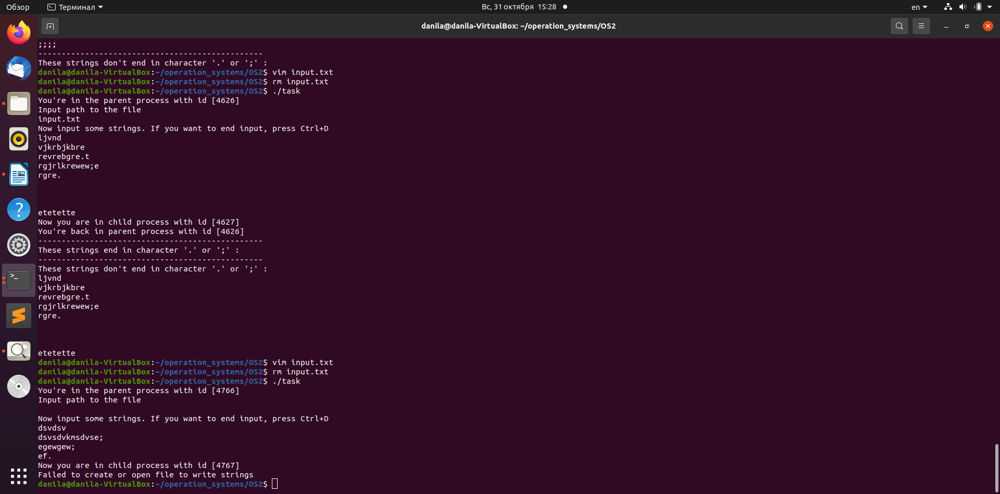 Обзор
Терминал
Вс, 31 октября 15:28
en
danila@danila-VirtualBox: ~/operation_systems/OS2
;;;;
------------------------------------------------
These strings don't end in character '.' or ';' :
danila@danila-VirtualBox:~/operation_systems/OS2$ vim input.txt
danila@danila-VirtualBox:~/operation_systems/OS2$ rm input.txt
danila@danila-VirtualBox:~/operation_systems/OS2$ ./task
You're in the parent process with id [4626]
Input path to the file
input.txt
Now input some strings. If you want to end input, press Ctrl+D
ljvnd
vjkrbjkbre
revrebgre.t
rgjrlkrewew;e
rgre.
etetette
Now you are in child process with id [4627]
You're back in parent process with id [4626]
------------------------------------------------
These strings end in character '.' or ';' :
------------------------------------------------
These strings don't end in character '.' or ';' :
ljvnd
vjkrbjkbre
revrebgre.t
rgjrlkrewew;e
rgre.
etetette
danila@danila-VirtualBox:~/operation_systems/OS2$ vim input.txt
danila@danila-VirtualBox:~/operation_systems/OS2$ rm input.txt
danila@danila-VirtualBox:~/operation_systems/OS2$ ./task
You're in the parent process with id [4766]
Input path to the file
Now input some strings. If you want to end input, press Ctrl+D
dsvdsv
dsvsdvkmsdvse;
egewgew;
ef.
Now you are in child process with id [4767]
Failed to create or open file to write strings
danila@danila-VirtualBox:~/operation_systems/OS2$